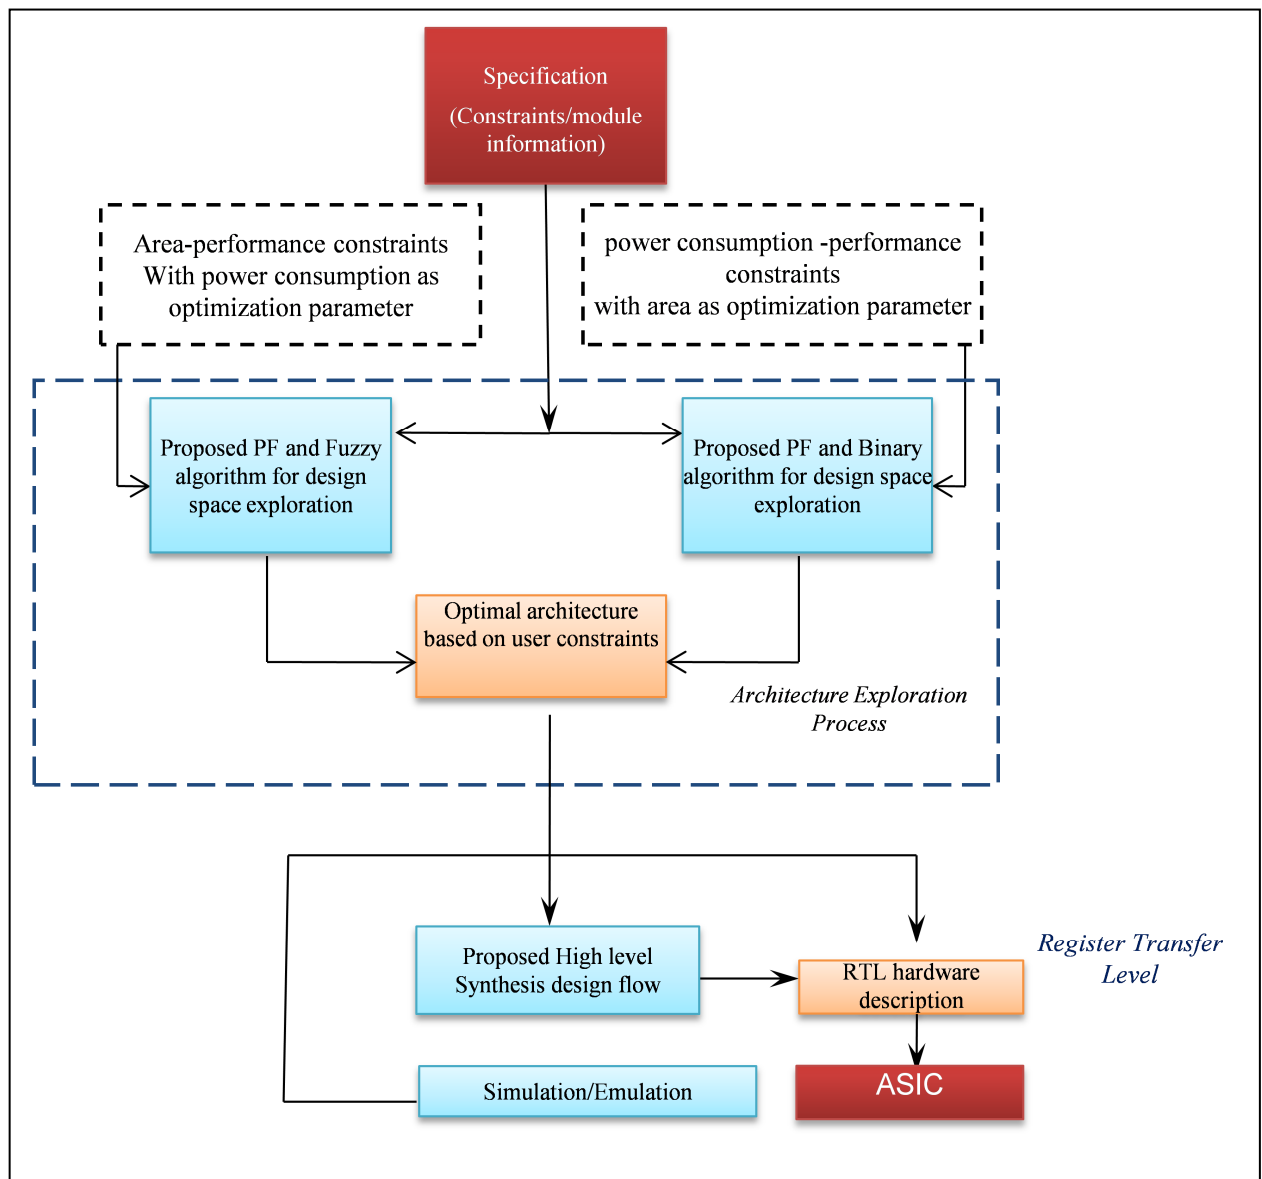 Specification
(Constraints/module
information)
Area-performance constraints
With power consumption as
optimization parameter
power consumption -performance
constraints
with area as optimization parameter
Proposed PF and Fuzzy
algorithm for design
space exploration
Proposed PF and Binary
algorithm for design space
exploration
Optimal architecture
based on user constraints
Architecture Exploration
Process
Proposed High level
Synthesis design flow
RTL hardware
description
Register Transfer
Level
Simulation/Emulation
ASIC